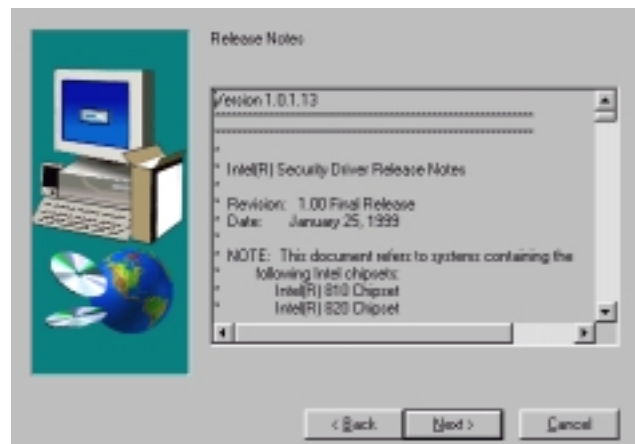 Release Notes
Version 1.0.1.13
************************************************************
************************************************************
*
* Intel(R) Security Driver Release Notes
*
* Revision: 1.00 Final Release
* Date: January 25, 1999
*
* NOTE: This document refers to systems containing the
* following Intel chipsets:
* Intel(R) 810 Chipset
* Intel(R) 820 Chipset
< Back
Next >
Cancel